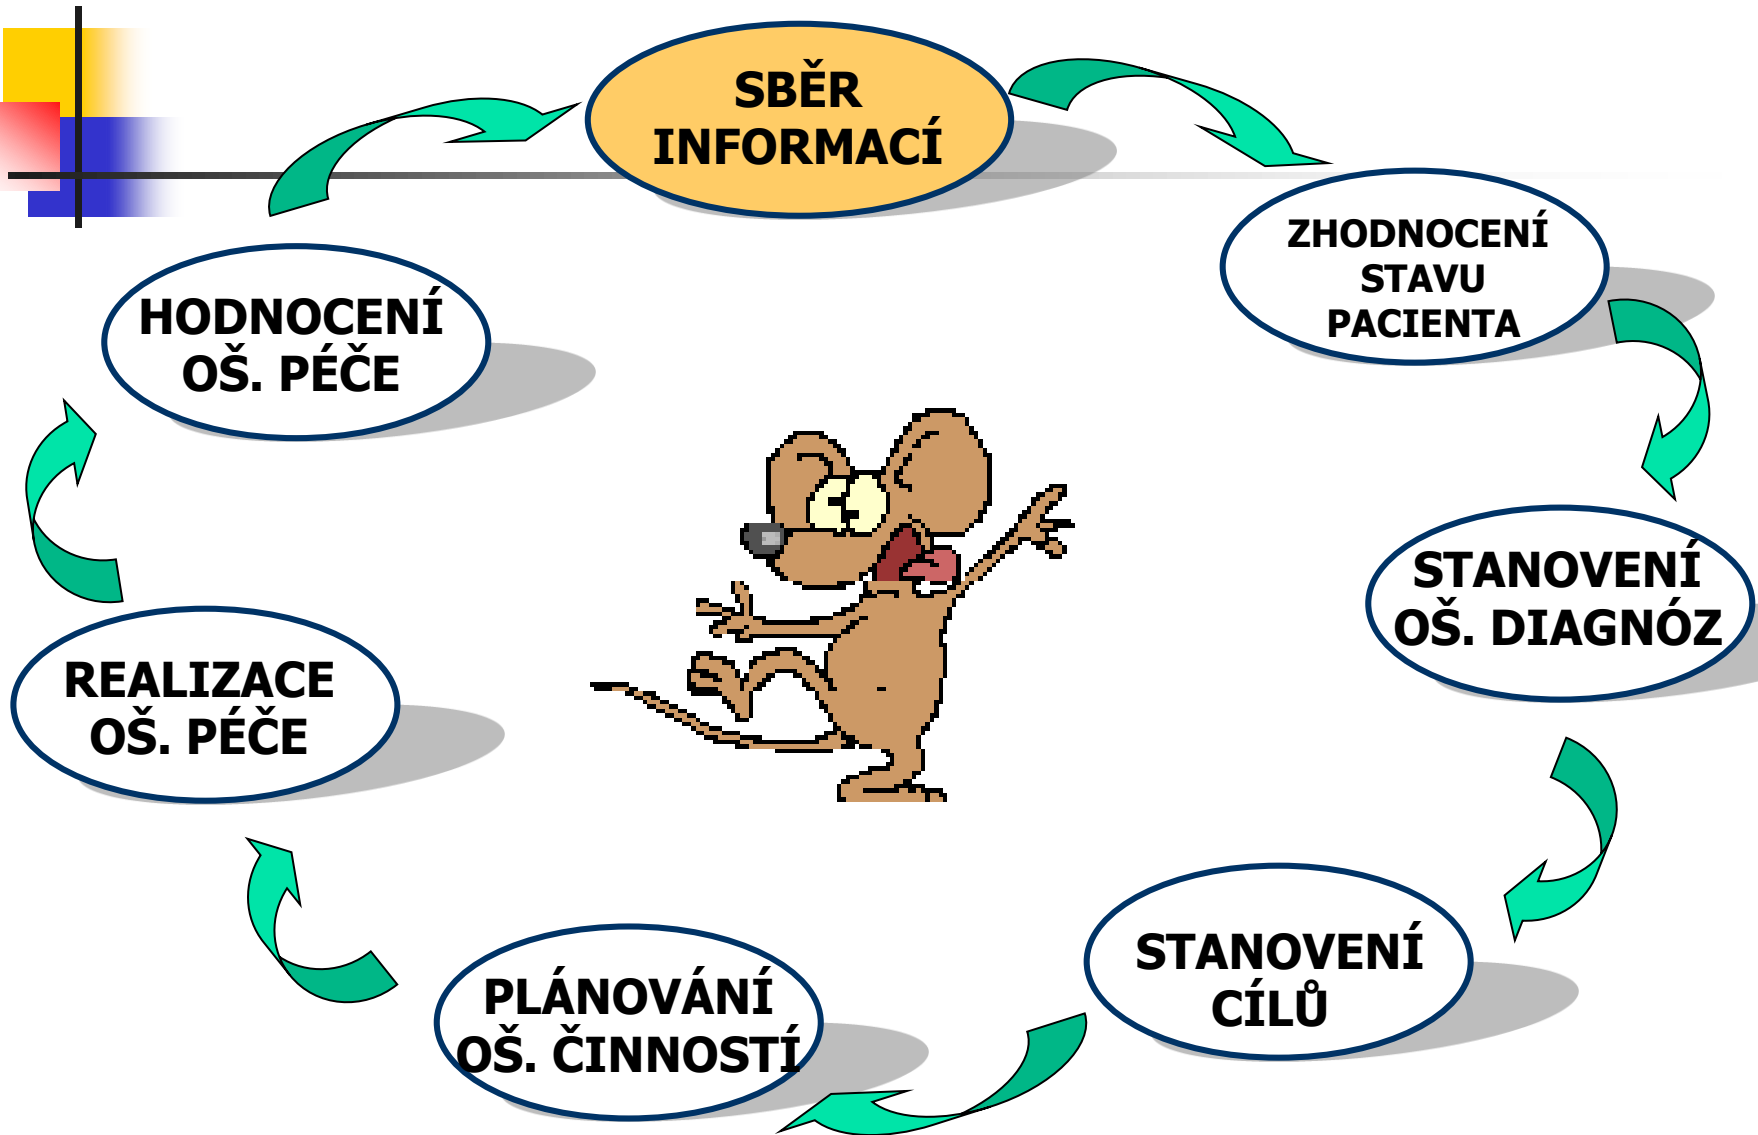 SBĚR
INFORMACÍ
ZHODNOCENÍ
STAVU
PACIENTA
STANOVENÍ
OŠ. DIAGNÓZ
STANOVENÍ
CÍLŮ
PLÁNOVÁNÍ
OŠ. ČINNOSTÍ
REALIZACE
OŠ. PÉČE
HODNOCENÍ
OŠ. PÉČE